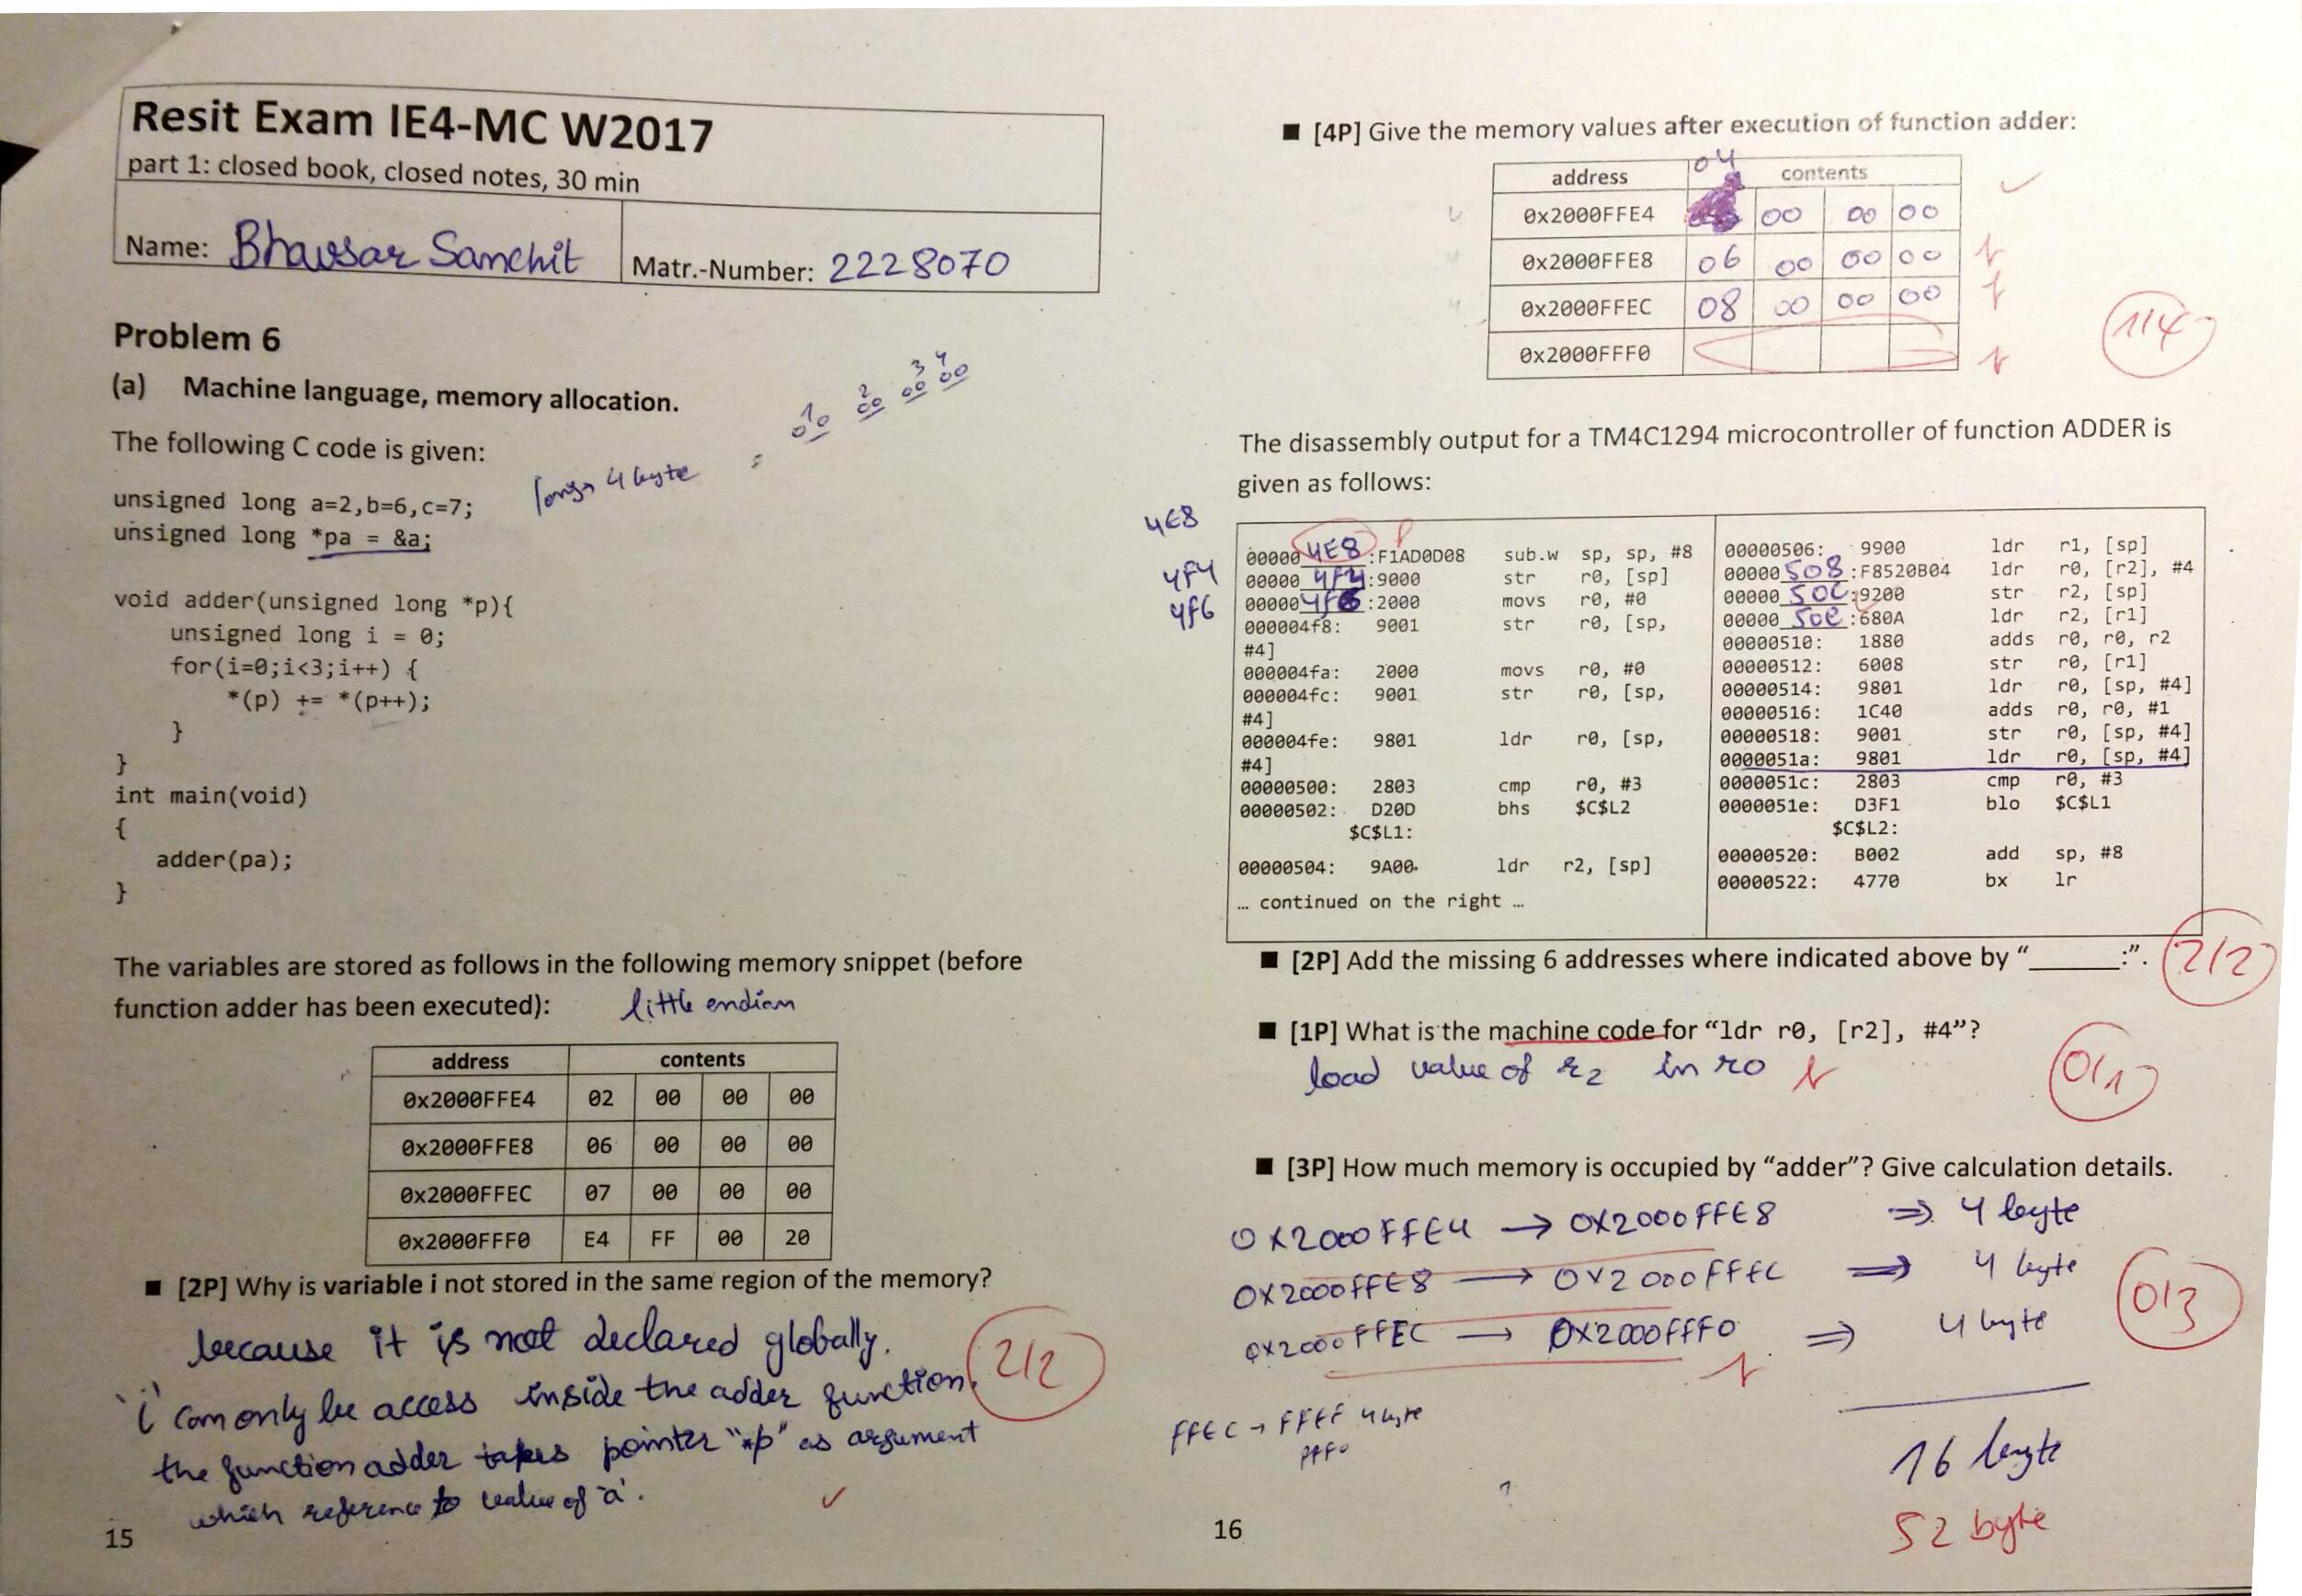 Resit Exam IE4-MC W2017
part 1: closed book, closed notes, 30 min
Name: Bhavsar Sanchit
Matr.-Number: 2228070
Problem 6
(a) Machine language, memory allocation.
The following C code is given:
long → 4 byte = 00 00 00 00
1 2 3 4
unsigned long a=2,b=6,c=7;
unsigned long *pa = &a;
void adder(unsigned long *p){
unsigned long i = 0;
for(i=0;i<3;i++) {
*(p) += *(p++);
}
}
int main(void)
{
adder(pa);
}
The variables are stored as follows in the following memory snippet (before
function adder has been executed): little endian
address contents
0x2000FFE4 02 00 00 00
0x2000FFE8 06 00 00 00
0x2000FFEC 07 00 00 00
0x2000FFF0 E4 FF 00 20
■ [2P] Why is variable i not stored in the same region of the memory?
because it is not declared globally.
'i' can only be access inside the adder function.
the function adder takes pointer "*p" as argument
which reference to value of 'a'.
2/2
15
■ [4P] Give the memory values after execution of function adder:
address contents
04
0x2000FFE4 00 00 00
0x2000FFE8 06 00 00 00
0x2000FFEC 08 00 00 00
0x2000FFF0
1/4
The disassembly output for a TM4C1294 microcontroller of function ADDER is
given as follows:
4E8
4F4
4F6
000004E8:F1AD0D08 sub.w sp, sp, #8
000004F4:9000 str r0, [sp]
000004F6:2000 movs r0, #0
000004f8: 9001 str r0, [sp,
#4]
000004fa: 2000 movs r0, #0
000004fc: 9001 str r0, [sp,
#4]
000004fe: 9801 ldr r0, [sp,
#4]
00000500: 2803 cmp r0, #3
00000502: D20D bhs $C$L2
$C$L1:
00000504: 9A00 ldr r2, [sp]
… continued on the right …
00000506: 9900 ldr r1, [sp]
00000508:F8520B04 ldr r0, [r2], #4
0000050C:9200 str r2, [sp]
0000050e:680A ldr r2, [r1]
00000510: 1880 adds r0, r0, r2
00000512: 6008 str r0, [r1]
00000514: 9801 ldr r0, [sp, #4]
00000516: 1C40 adds r0, r0, #1
00000518: 9001 str r0, [sp, #4]
0000051a: 9801 ldr r0, [sp, #4]
0000051c: 2803 cmp r0, #3
0000051e: D3F1 blo $C$L1
$C$L2:
00000520: B002 add sp, #8
00000522: 4770 bx lr
■ [2P] Add the missing 6 addresses where indicated above by "______:".
2/2
■ [1P] What is the machine code for "ldr r0, [r2], #4"?
load value of r2 in r0
0/1
■ [3P] How much memory is occupied by "adder"? Give calculation details.
0x2000FFE4 → 0x2000FFE8 ⇒ 4 byte
0x2000FFE8 → 0x2000FFEC ⇒ 4 byte
0x2000FFEC → 0x2000FFF0 ⇒ 4 byte
0/3
FFEC → FFEF 4 byte
FFF0
16 byte
?
52 byte
16